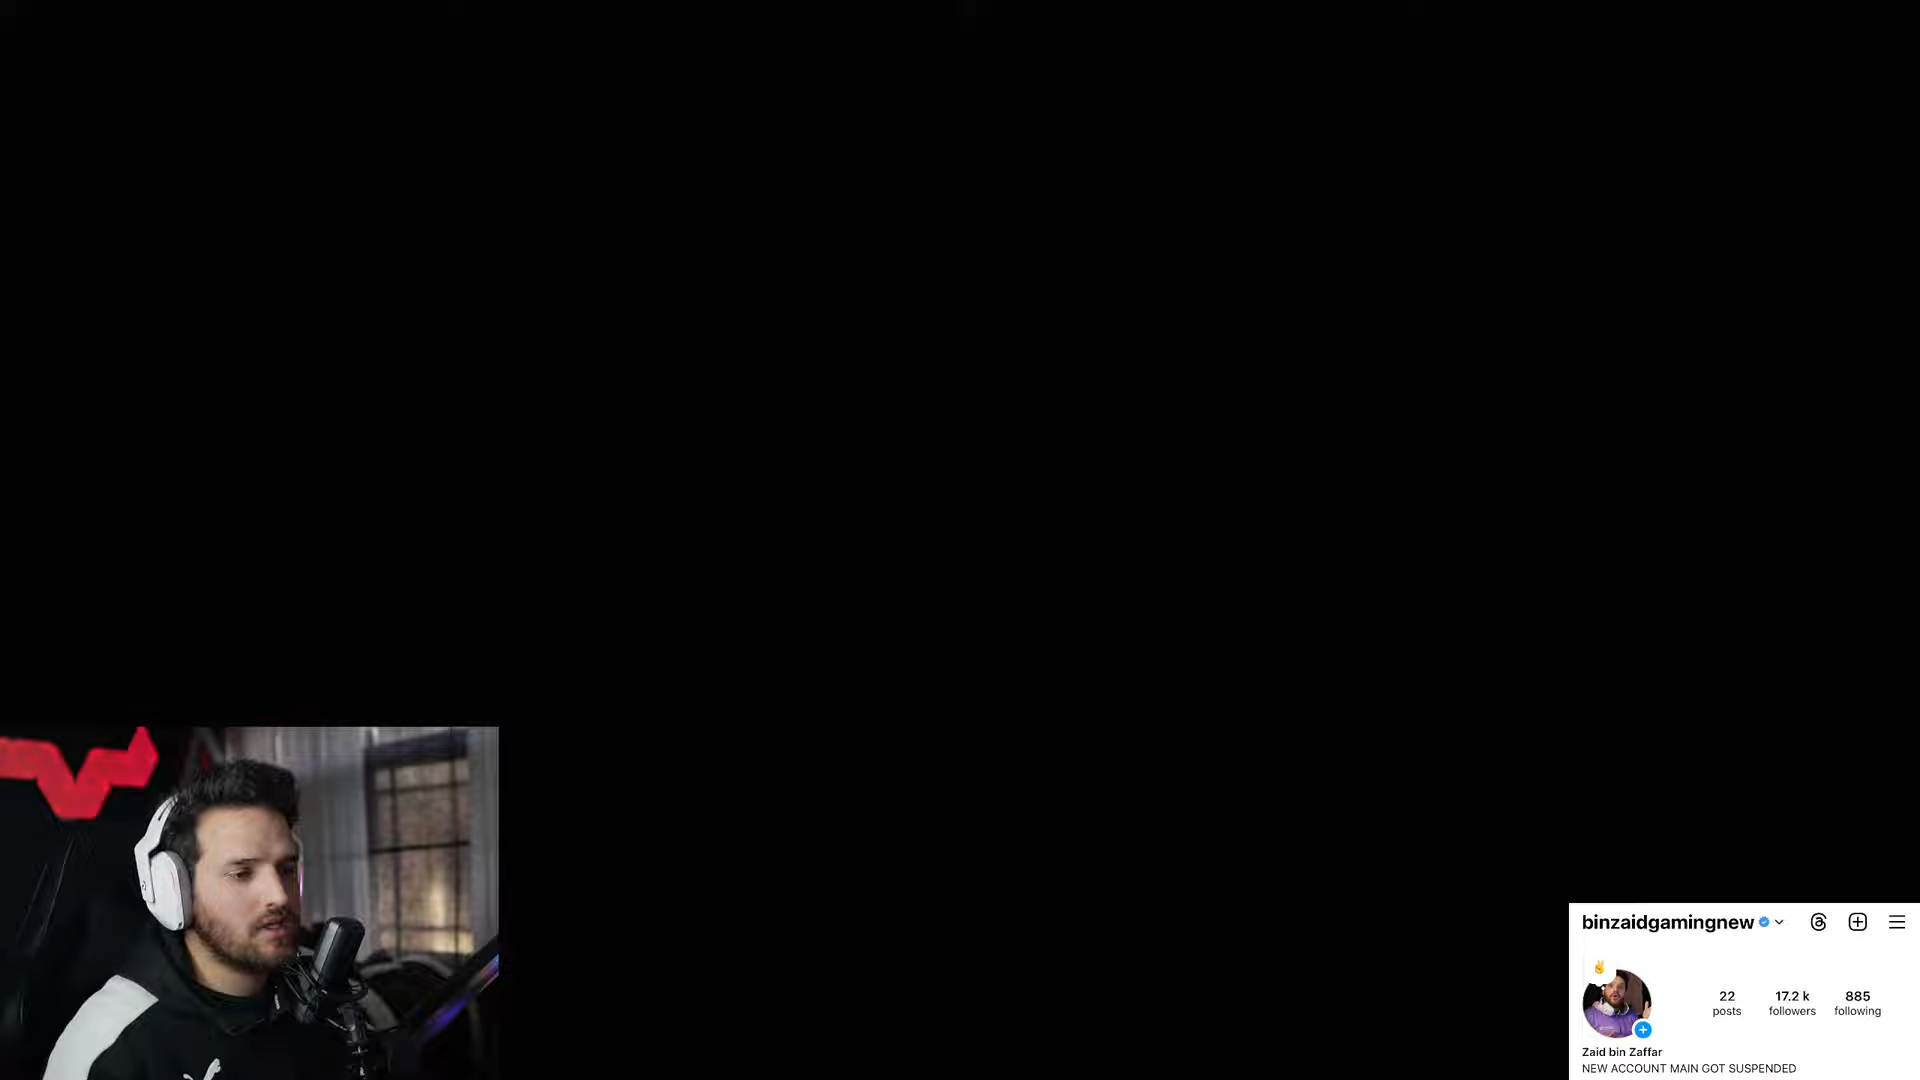 binzaidgamingnew
22
posts
17.2 k
followers
885
following
Zaid bin Zaffar
NEW ACCOUNT MAIN GOT SUSPENDED